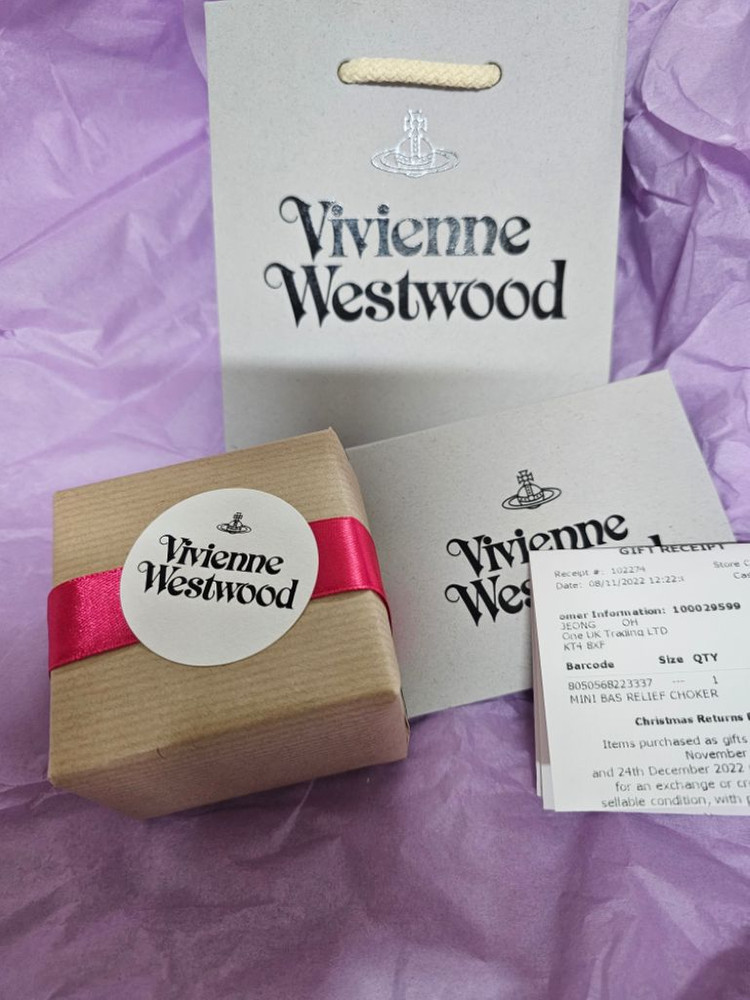 Vivienne
Westwood
Vivienne
Westwood
Vivienne
GIFT RECEIPT
Receipt #: 102274
Store
Date: 08/11/2022 12:22
omer Information: 100029599
JEONG OH
One UK Trading LTD
KT4 8XF
Barcode Size QTY
8050568223337 --- 1
MINI BAS RELIEF CHOKER
Christmas Returns
Items purchased as gifts
November
and 24th December 2022
for an exchange or
sellable condition, with